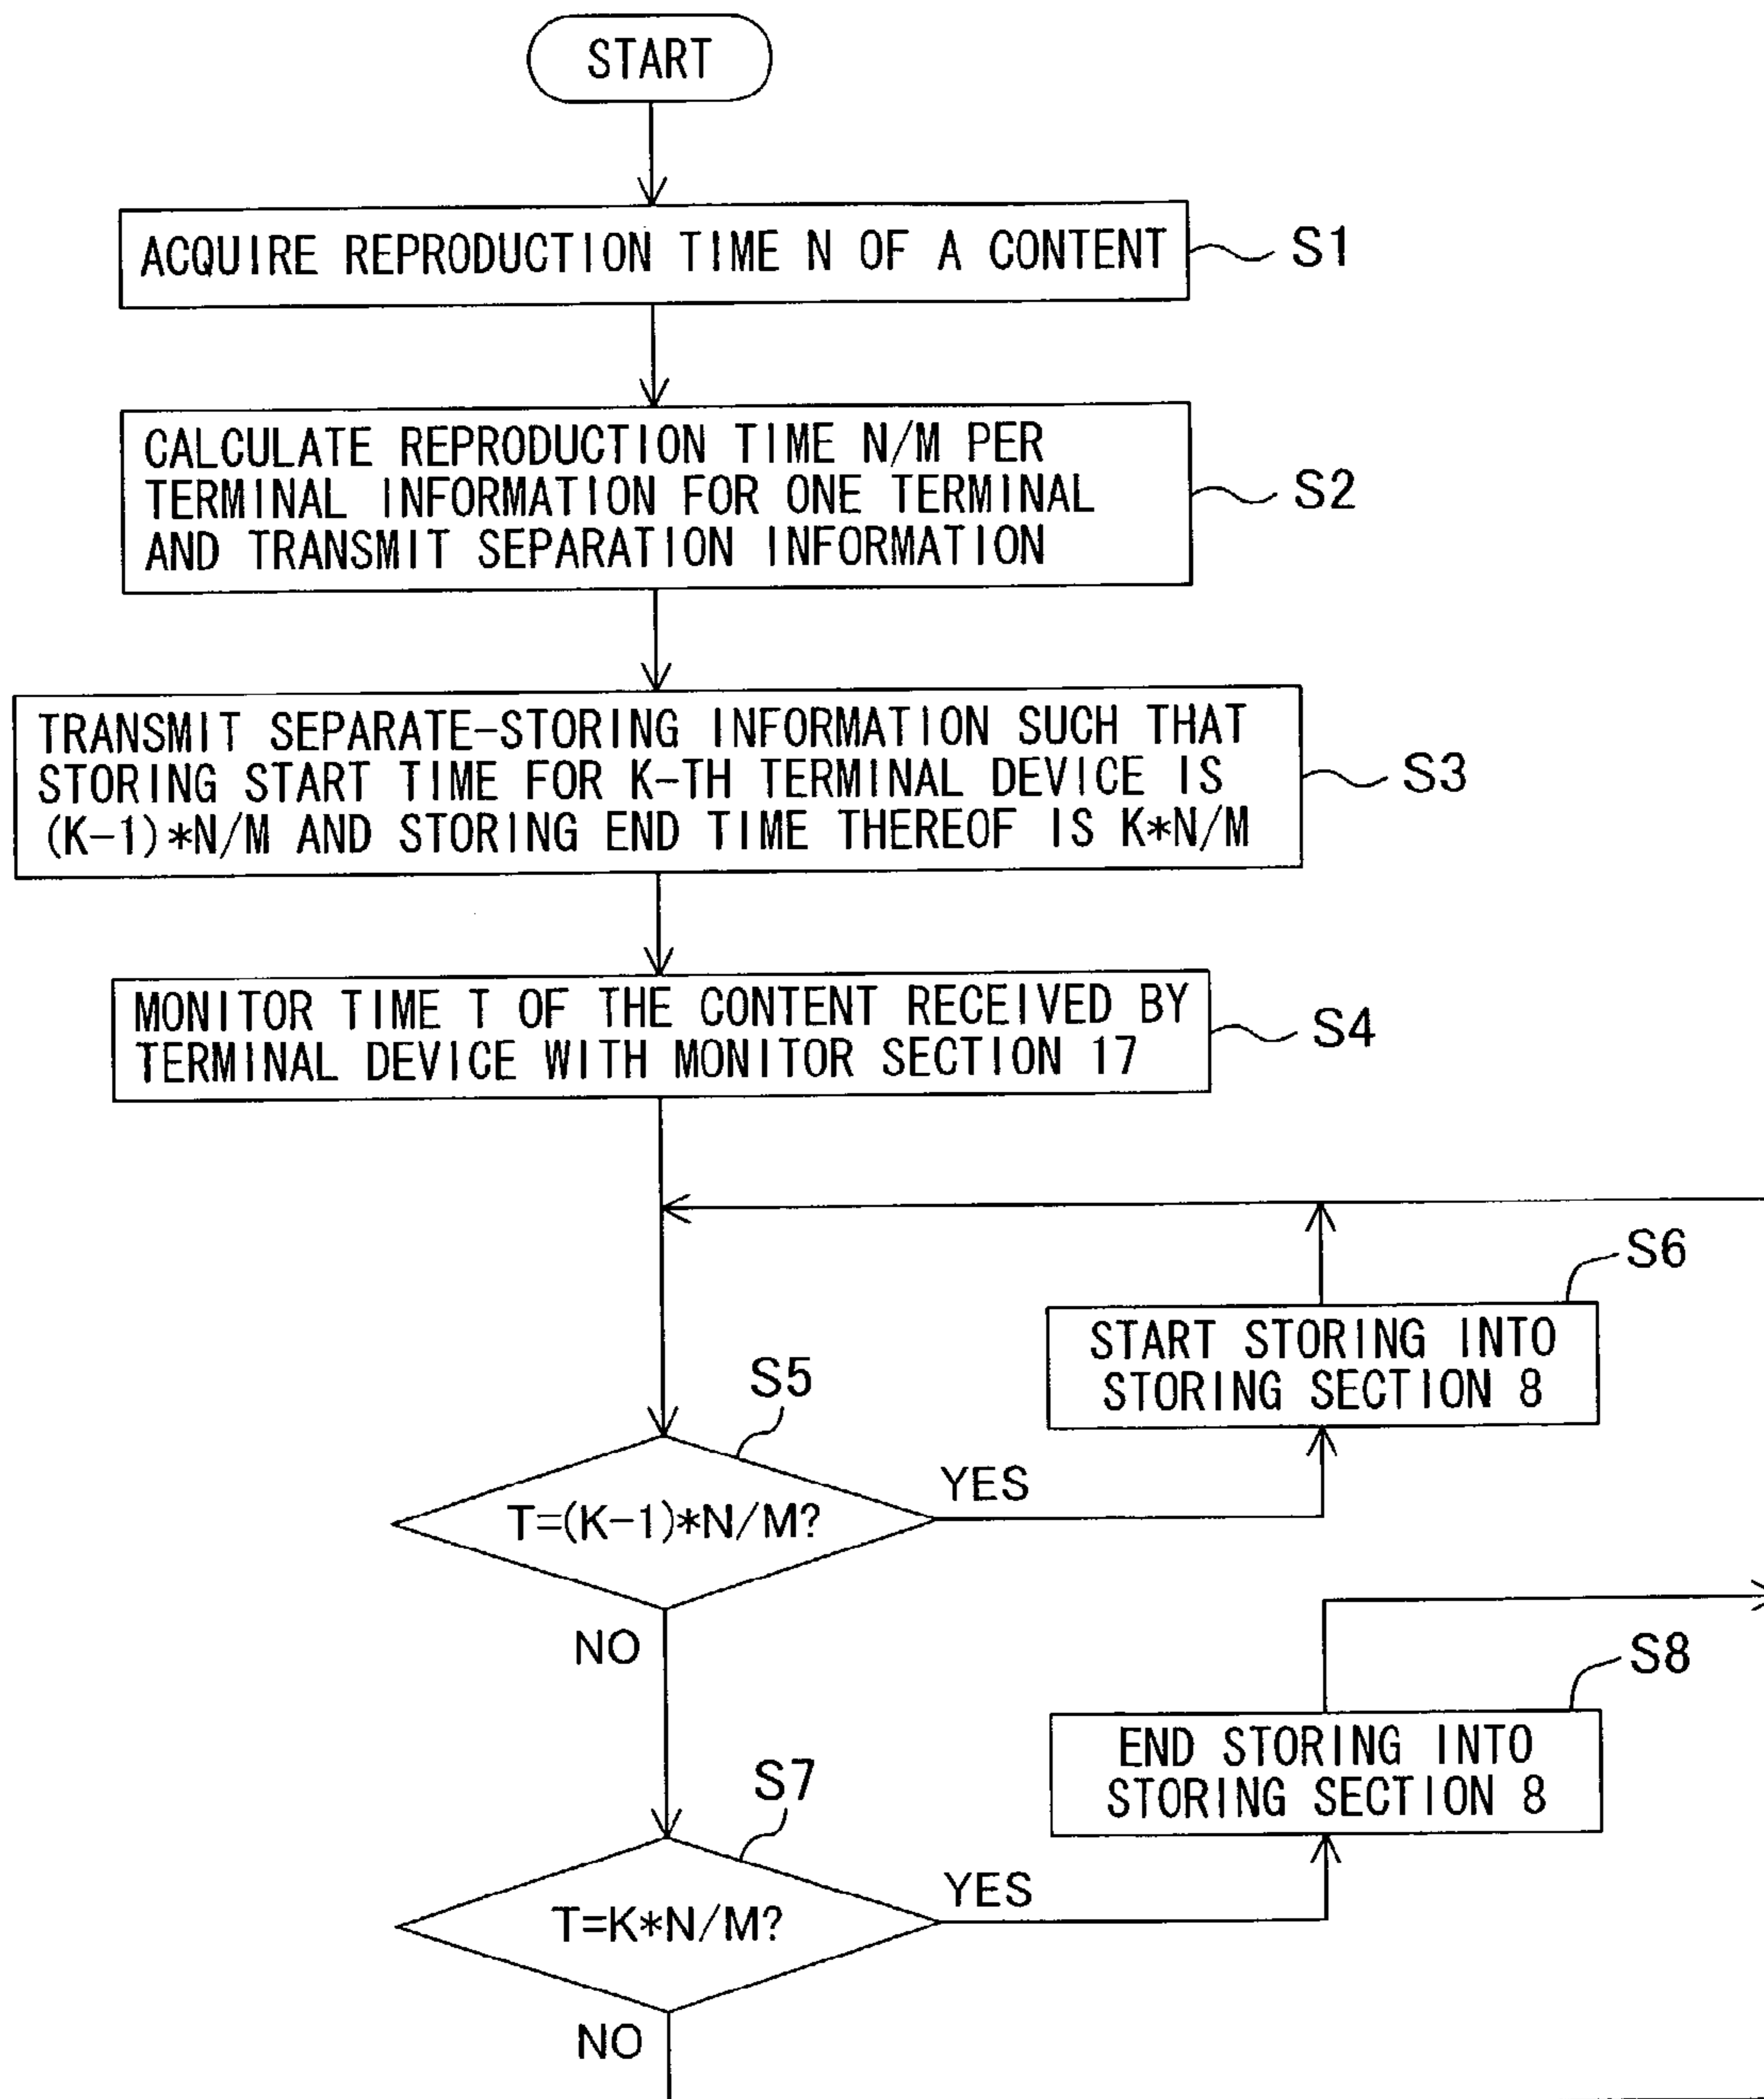 START
ACQUIRE REPRODUCTION TIME N OF A CONTENT
S1
CALCULATE REPRODUCTION TIME N/M PER
TERMINAL INFORMATION FOR ONE TERMINAL
AND TRANSMIT SEPARATION INFORMATION
S2
TRANSMIT SEPARATE-STORING INFORMATION SUCH THAT
STORING START TIME FOR K-TH TERMINAL DEVICE IS
(K-1)*N/M AND STORING END TIME THEREOF IS K*N/M
S3
MONITOR TIME T OF THE CONTENT RECEIVED BY
TERMINAL DEVICE WITH MONITOR SECTION 17
S4
S6
START STORING INTO
STORING SECTION 8
S5
T=(K-1)*N/M?
YES
NO
S8
END STORING INTO
STORING SECTION 8
S7
T=K*N/M?
YES
NO